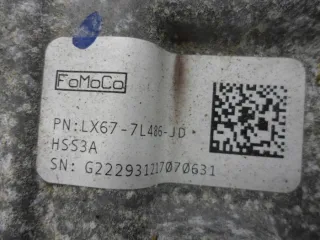 FoMoCo
PN:LX67-7L486-JD
HSS3A
SN: G222931217070631